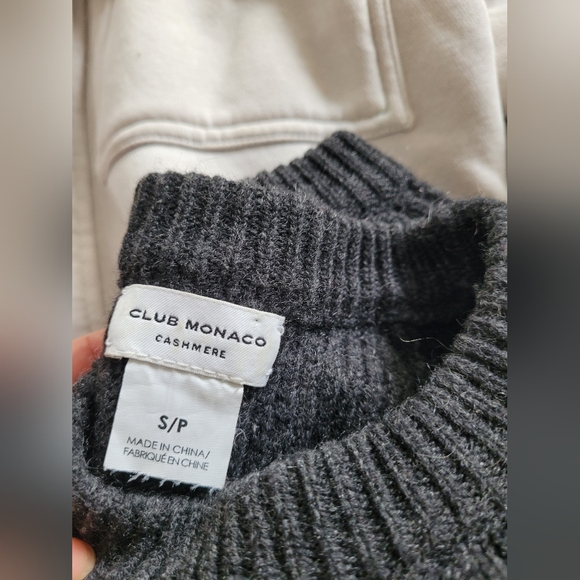 CLUB MONACO
CASHMERE
S/P
MADE IN CHINA/
FABRIQUÉ EN CHINE